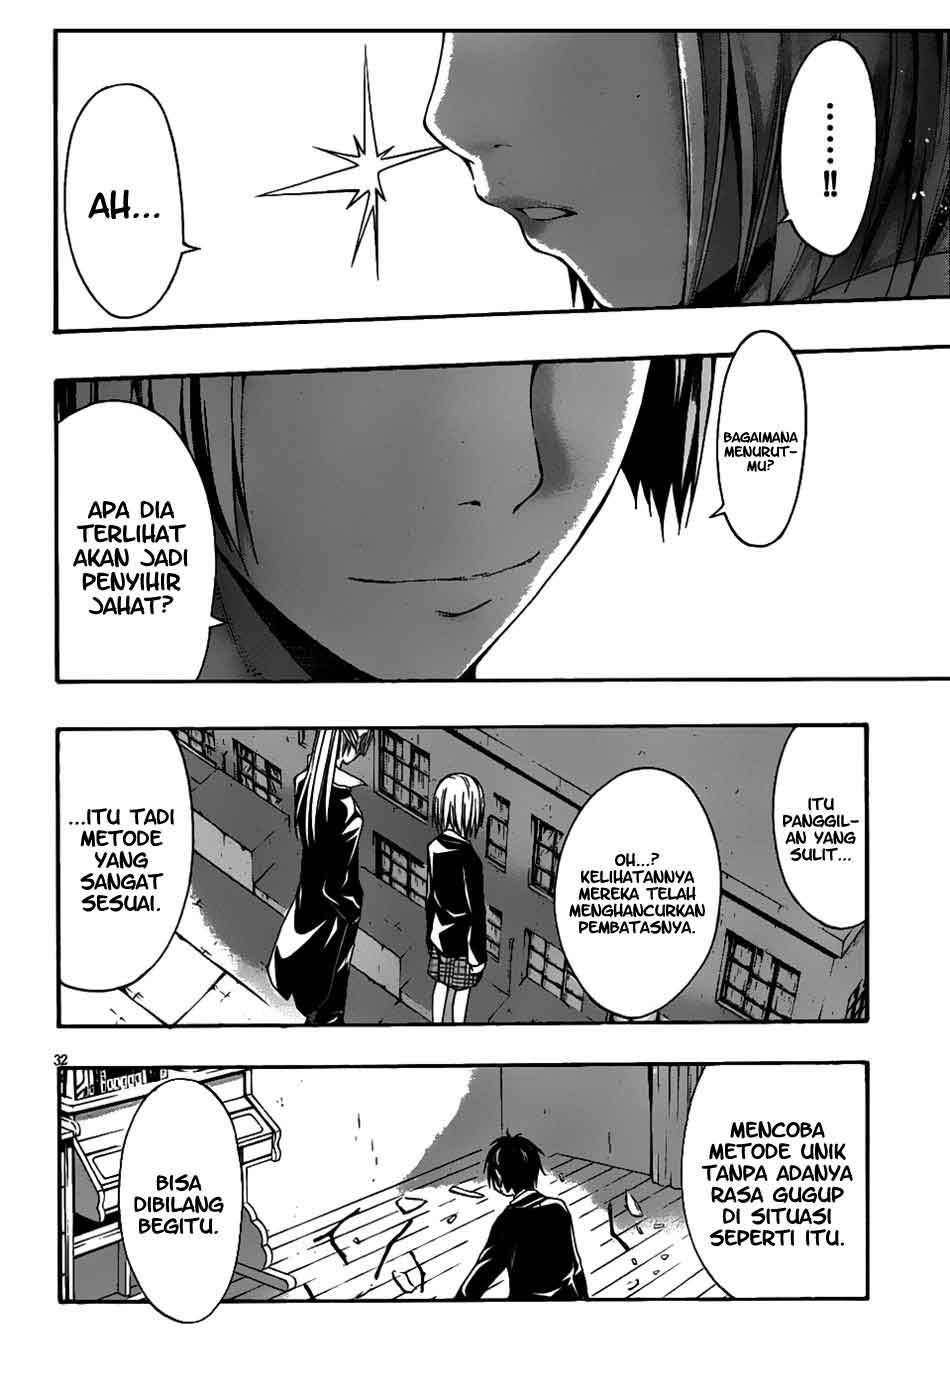 .......!!
AH...
BAGAIMANA
MENURUT-
MU?
APA DIA
TERLIHAT
AKAN JADI
PENYIHIR
JAHAT?
ITU
PANGGIL-
AN YANG
SULIT...
OH...?
KELIHATANNYA
MEREKA TELAH
MENGHANCURKAN
PEMBATASNYA.
...ITU TADI
METODE
YANG
SANGAT
SESUAI.
32
MENCOBA
METODE UNIK
TANPA ADANYA
RASA GUGUP
DI SITUASI
SEPERTI ITU.
BISA
DIBILANG
BEGITU.